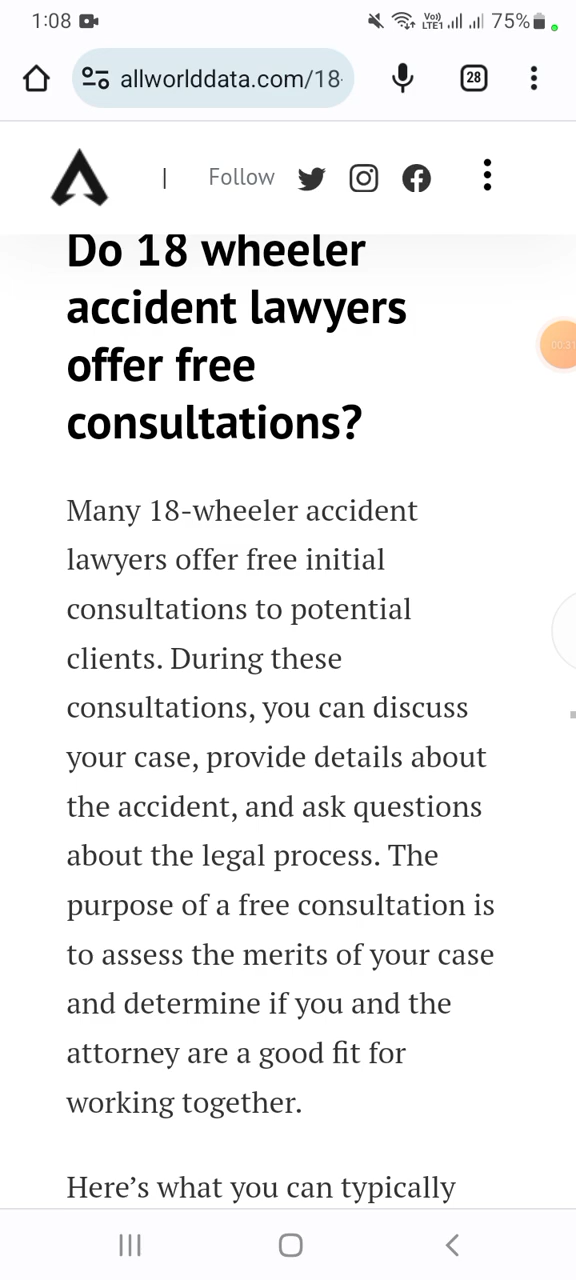 1:08
Vo)) LTE1 75%
allworlddata.com/18
28
| Follow
Do 18 wheeler
accident lawyers
offer free
consultations?
00:31
Many 18-wheeler accident
lawyers offer free initial
consultations to potential
clients. During these
consultations, you can discuss
your case, provide details about
the accident, and ask questions
about the legal process. The
purpose of a free consultation is
to assess the merits of your case
and determine if you and the
attorney are a good fit for
working together.
Here’s what you can typically